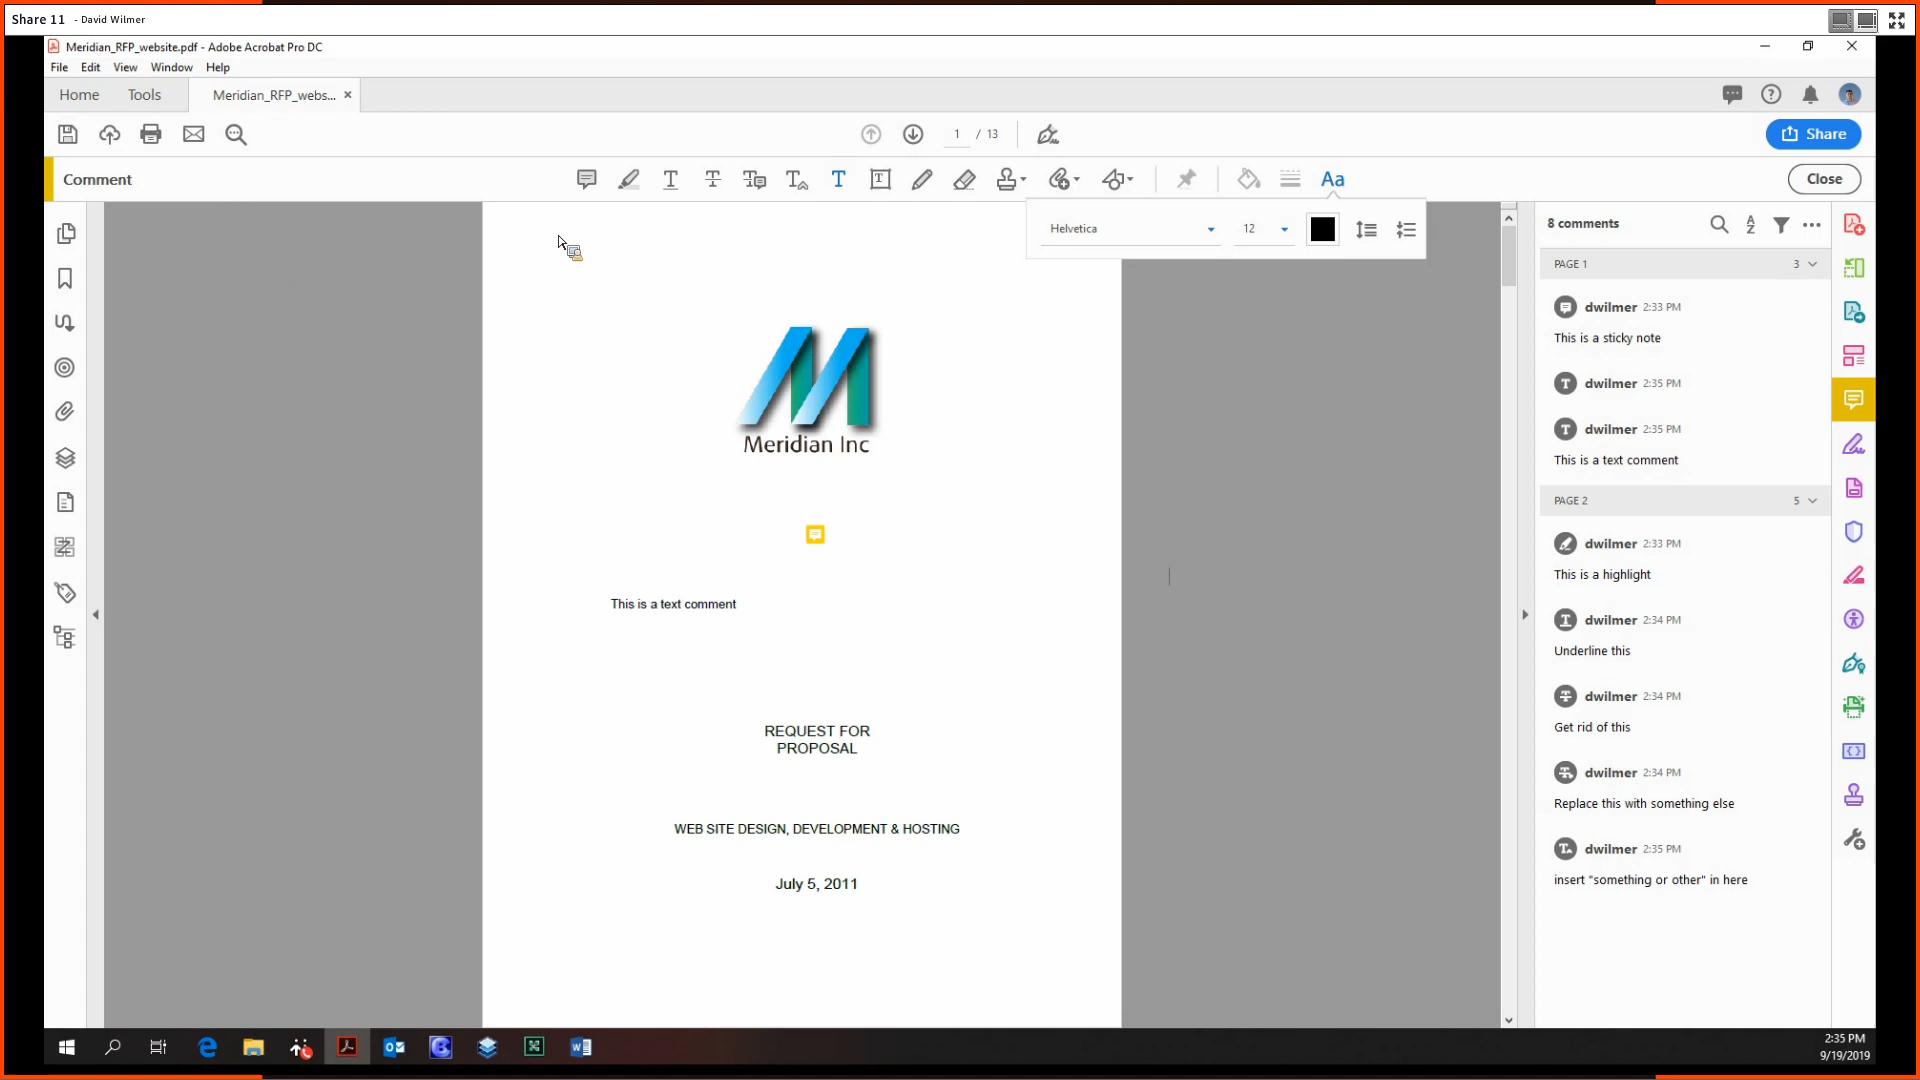 Share 11 - David Wilmer
Meridian_RFP_website.pdf - Adobe Acrobat Pro DC
File Edit View Window Help
Home Tools Meridian_RFP_webs... ×
1 / 13
Share
Comment
Aa
Close
Helvetica 12
8 comments
PAGE 1 3
dwilmer 2:33 PM
This is a sticky note
dwilmer 2:35 PM
dwilmer 2:35 PM
This is a text comment
PAGE 2 5
dwilmer 2:33 PM
This is a highlight
dwilmer 2:34 PM
Underline this
dwilmer 2:34 PM
Get rid of this
dwilmer 2:34 PM
Replace this with something else
dwilmer 2:35 PM
insert "something or other" in here
Meridian Inc
This is a text comment
REQUEST FOR
PROPOSAL
WEB SITE DESIGN, DEVELOPMENT & HOSTING
July 5, 2011
2:35 PM
9/19/2019